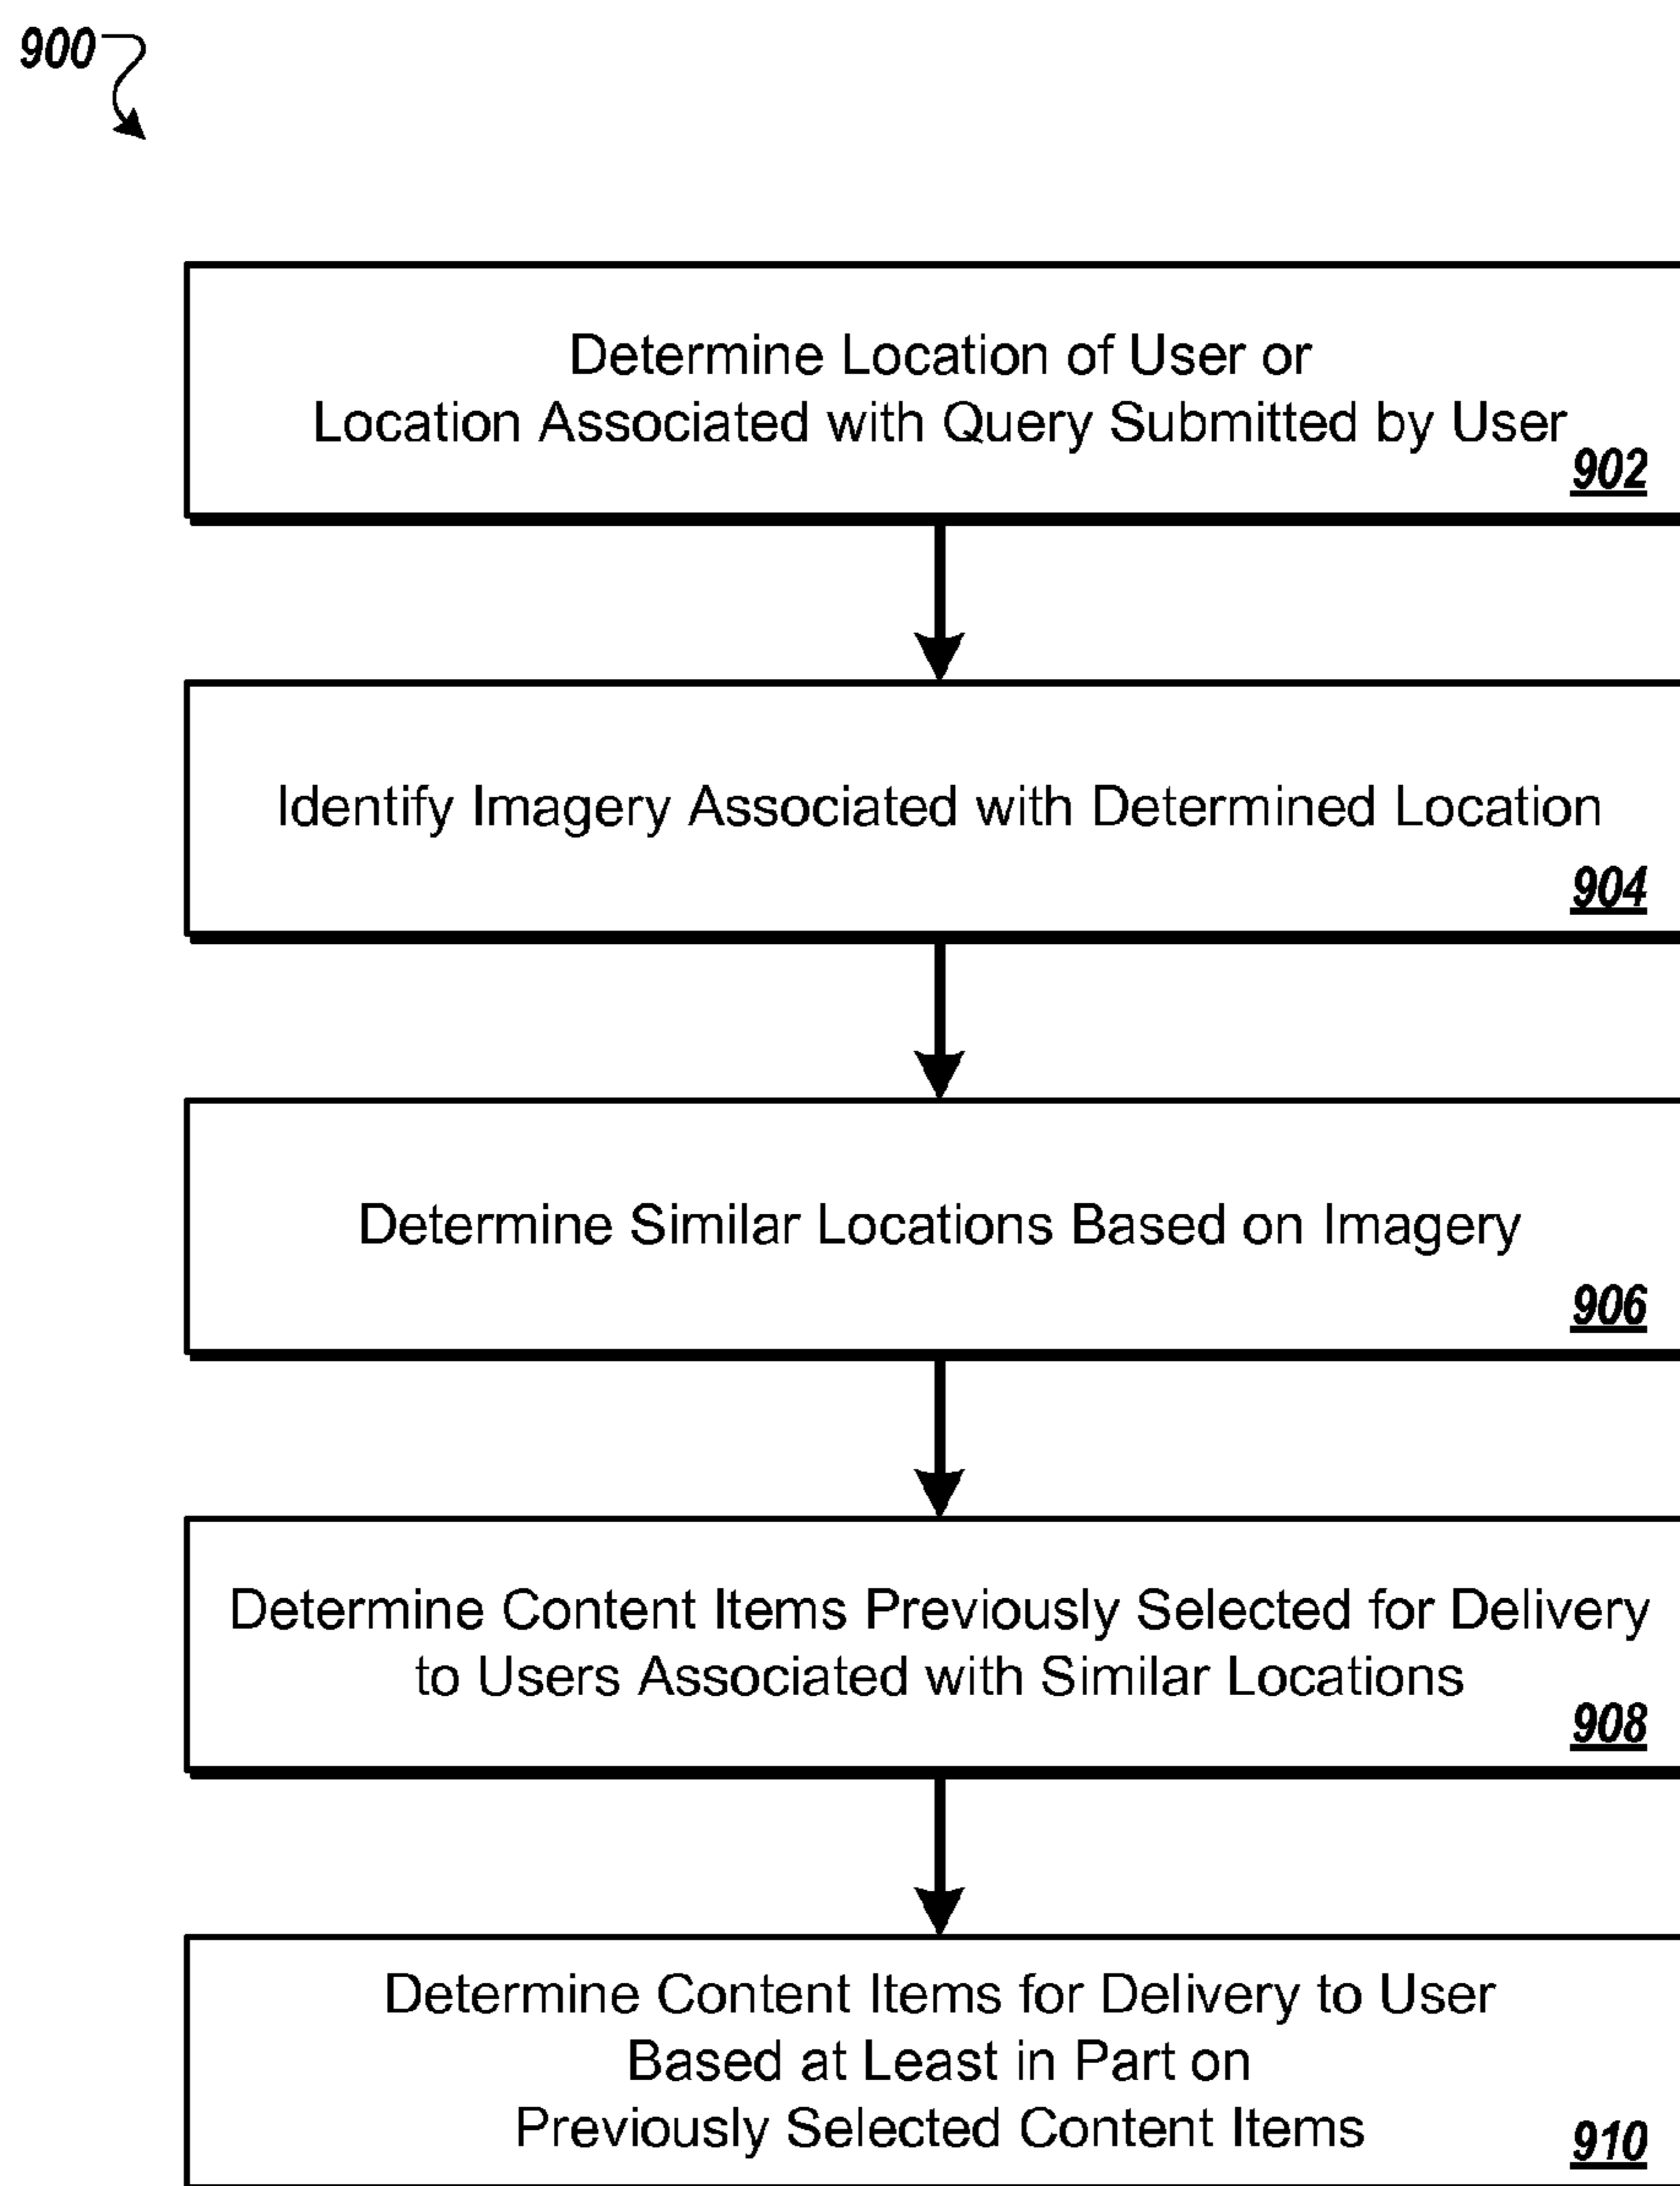 900
Determine Location of User or
Location Associated with Query Submitted by User
902
Identify Imagery Associated with Determined Location
904
Determine Similar Locations Based on Imagery
906
Determine Content Items Previously Selected for Delivery
to Users Associated with Similar Locations
908
Determine Content Items for Delivery to User
Based at Least in Part on
Previously Selected Content Items
910